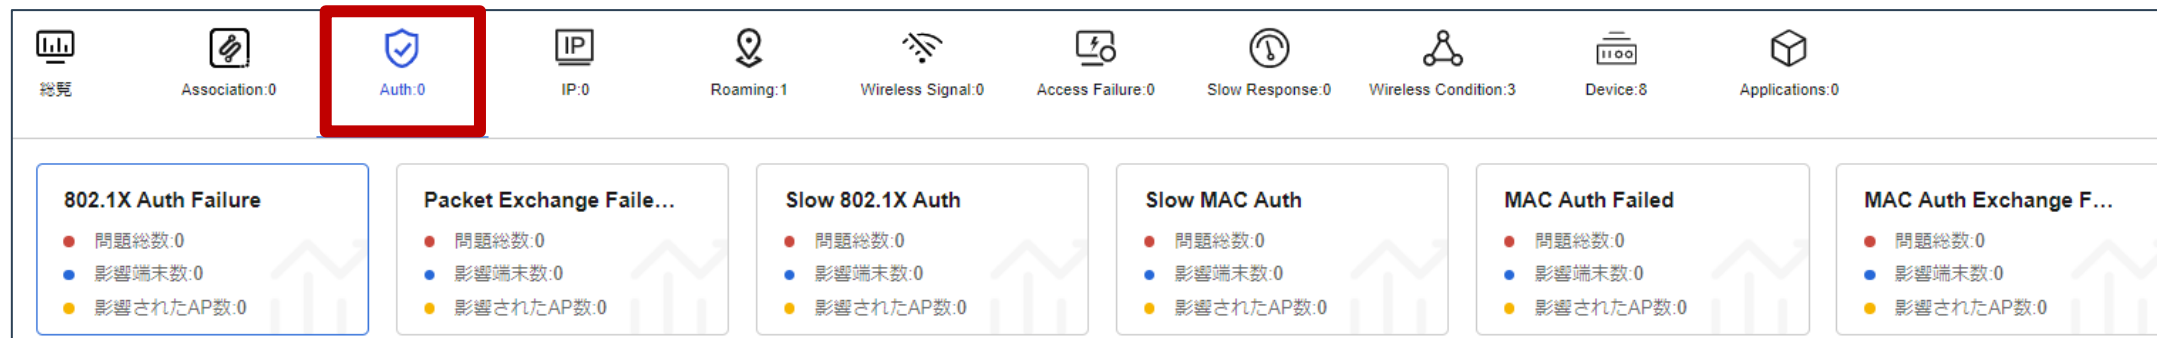 総覧
Association:0
Auth:0
IP
IP:0
Roaming:1
Wireless Signal:0
Access Failure:0
Slow Response:0
Wireless Condition:3
Device:8
Applications:0
802.1X Auth Failure
問題総数:0
影響端末数:0
影響されたAP数:0
Packet Exchange Faile...
問題総数:0
影響端末数:0
影響されたAP数:0
Slow 802.1X Auth
問題総数:0
影響端末数:0
影響されたAP数:0
Slow MAC Auth
問題総数:0
影響端末数:0
影響されたAP数:0
MAC Auth Failed
問題総数:0
影響端末数:0
影響されたAP数:0
MAC Auth Exchange F...
問題総数:0
影響端末数:0
影響されたAP数:0